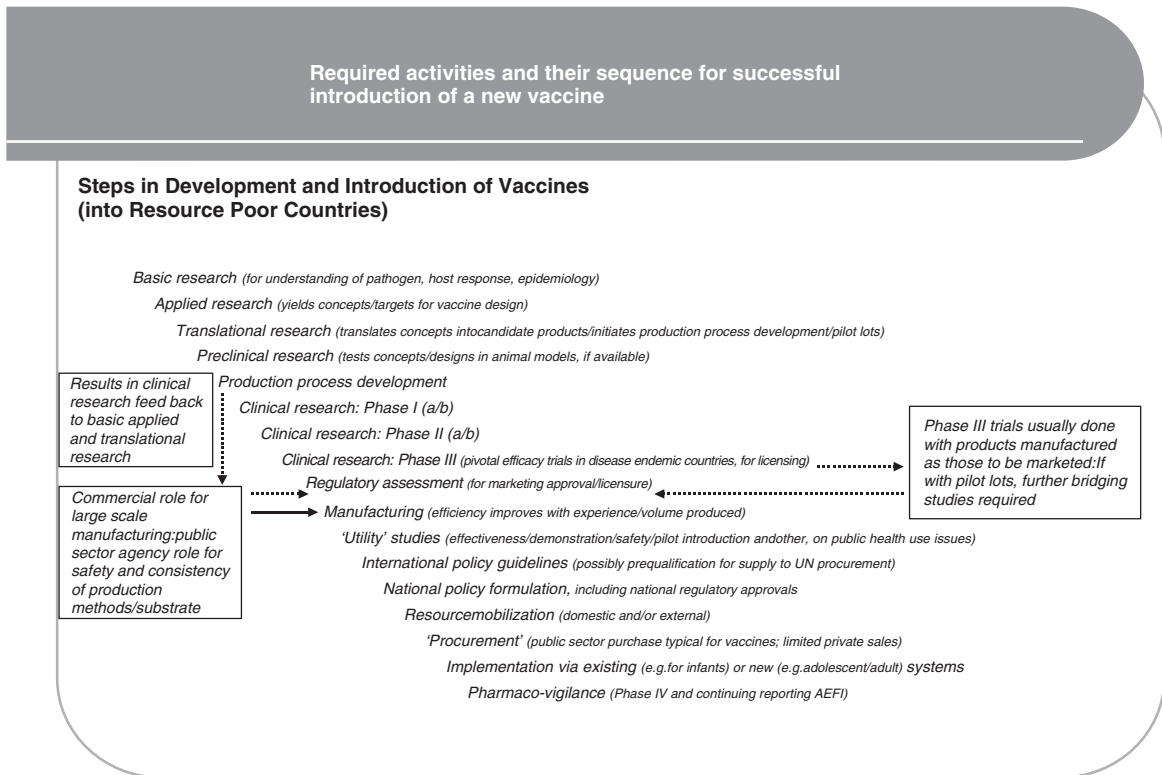 Required activities and their sequence for successful
introduction of a new vaccine
Steps in Development and Introduction of Vaccines
(into Resource Poor Countries)
Basic research (for understanding of pathogen, host response, epidemiology)
Applied research (yields concepts/targets for vaccine design)
Translational research (translates concepts intocandidate products/initiates production process development/pilot lots)
Preclinical research (tests concepts/designs in animal models, if available)
Results in clinical
research feed back
to basic applied
and translational
research
Production process development
Clinical research: Phase I (a/b)
Clinical research: Phase II (a/b)
Clinical research: Phase III (pivotal efficacy trials in disease endemic countries, for licensing)
Phase III trials usually done
with products manufactured
as those to be marketed:If
with pilot lots, further bridging
studies required
Regulatory assessment (for marketing approval/licensure)
Commercial role for
large scale
manufacturing:public
sector agency role for
safety and consistency
of production
methods/substrate
Manufacturing (efficiency improves with experience/volume produced)
‘Utility’ studies (effectiveness/demonstration/safety/pilot introduction andother, on public health use issues)
International policy guidelines (possibly prequalification for supply to UN procurement)
National policy formulation, including national regulatory approvals
Resourcemobilization (domestic and/or external)
‘Procurement’ (public sector purchase typical for vaccines; limited private sales)
Implementation via existing (e.g.for infants) or new (e.g.adolescent/adult) systems
Pharmaco-vigilance (Phase IV and continuing reporting AEFI)